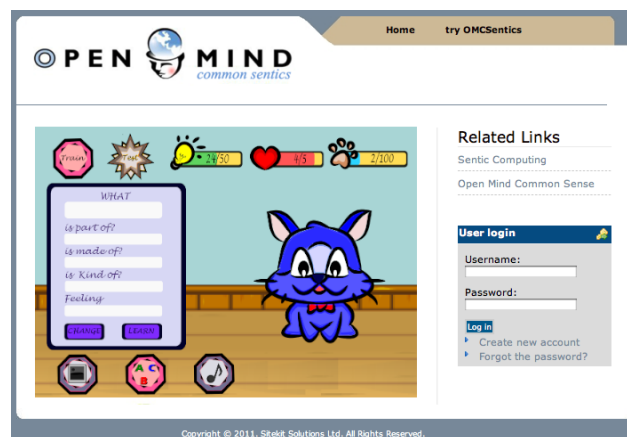 Home
try OMCSentics
OPEN MIND
common sentics
Train
Test
24/50
4/5
2/100
WHAT
is part of?
is made of?
is Kind of?
Feeling
CHANGE
LEARN
A C
B
Related Links
Sentic Computing
Open Mind Common Sense
User login
Username:
Password:
Log in
Create new account
Forgot the password?
Copyright © 2011. Sitekit Solutions Ltd. All Rights Reserved.